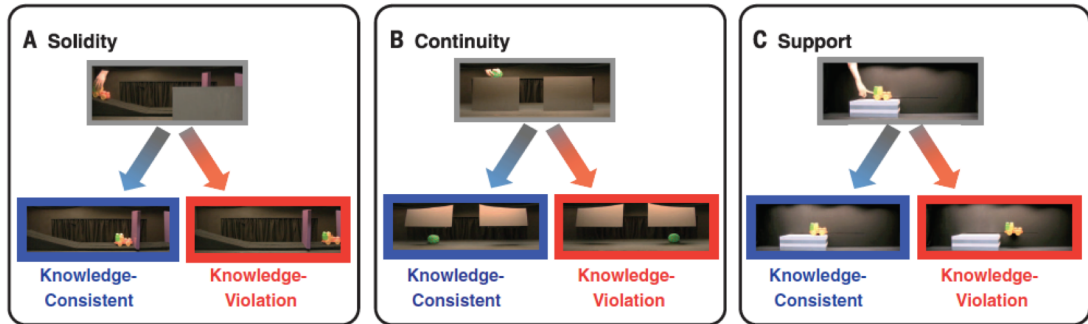 A Solidity
B Continuity
C Support
Knowledge-
Consistent
Knowledge-
Violation
Knowledge-
Consistent
Knowledge-
Violation
Knowledge-
Consistent
Knowledge-
Violation